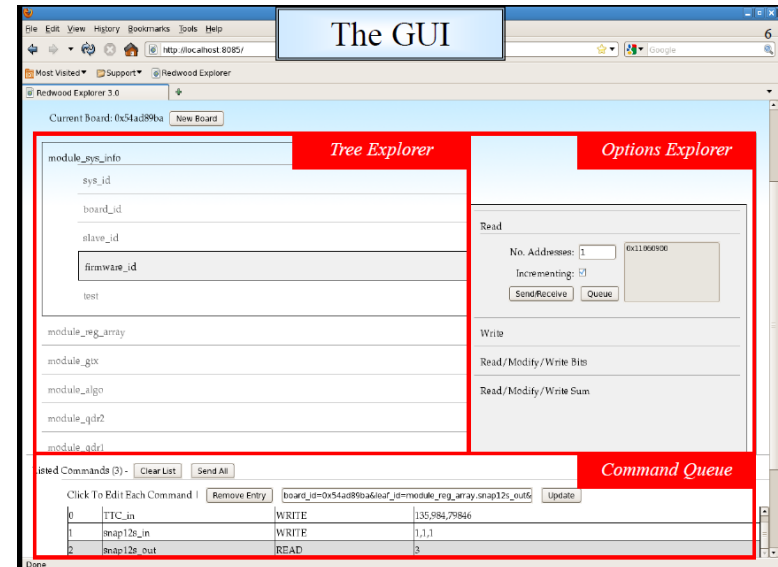 The GUI
6
File Edit View History Bookmarks Tools Help
http://localhost:8085/
Google
Most Visited Support Redwood Explorer
Redwood Explorer 3.0
Current Board: 0x54ad89ba New Board
Tree Explorer
Options Explorer
module_sys_info
sys_id
board_id
slave_id
firmware_id
test
module_reg_array
module_gtx
module_algo
module_qdr2
module_qdr1
Read
No. Addresses: 1
0x11060900
Incrementing:
Send/Receive Queue
Write
Read/Modify/Write Bits
Read/Modify/Write Sum
Listed Commands (3) - Clear List Send All
Command Queue
Click To Edit Each Command | Remove Entry board_id=0x54ad89ba&leaf_id=module_reg_array.snap12s_out& Update
0 TTC_in WRITE 135,984,79846
1 snap12s_in WRITE 1,1,1
2 snap12s_out READ 3
Done